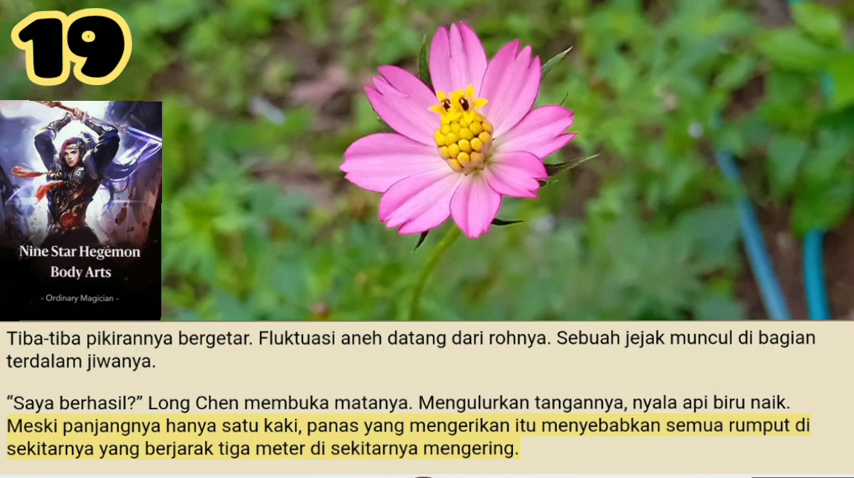 19
Nine Star Hegemon
Body Arts
- Ordinary Magician -
Tiba-tiba pikirannya bergetar. Fluktuasi aneh datang dari rohnya. Sebuah jejak muncul di bagian
terdalam jiwanya.
“Saya berhasil?” Long Chen membuka matanya. Mengulurkan tangannya, nyala api biru naik.
Meski panjangnya hanya satu kaki, panas yang mengerikan itu menyebabkan semua rumput di
sekitarnya yang berjarak tiga meter di sekitarnya mengering.